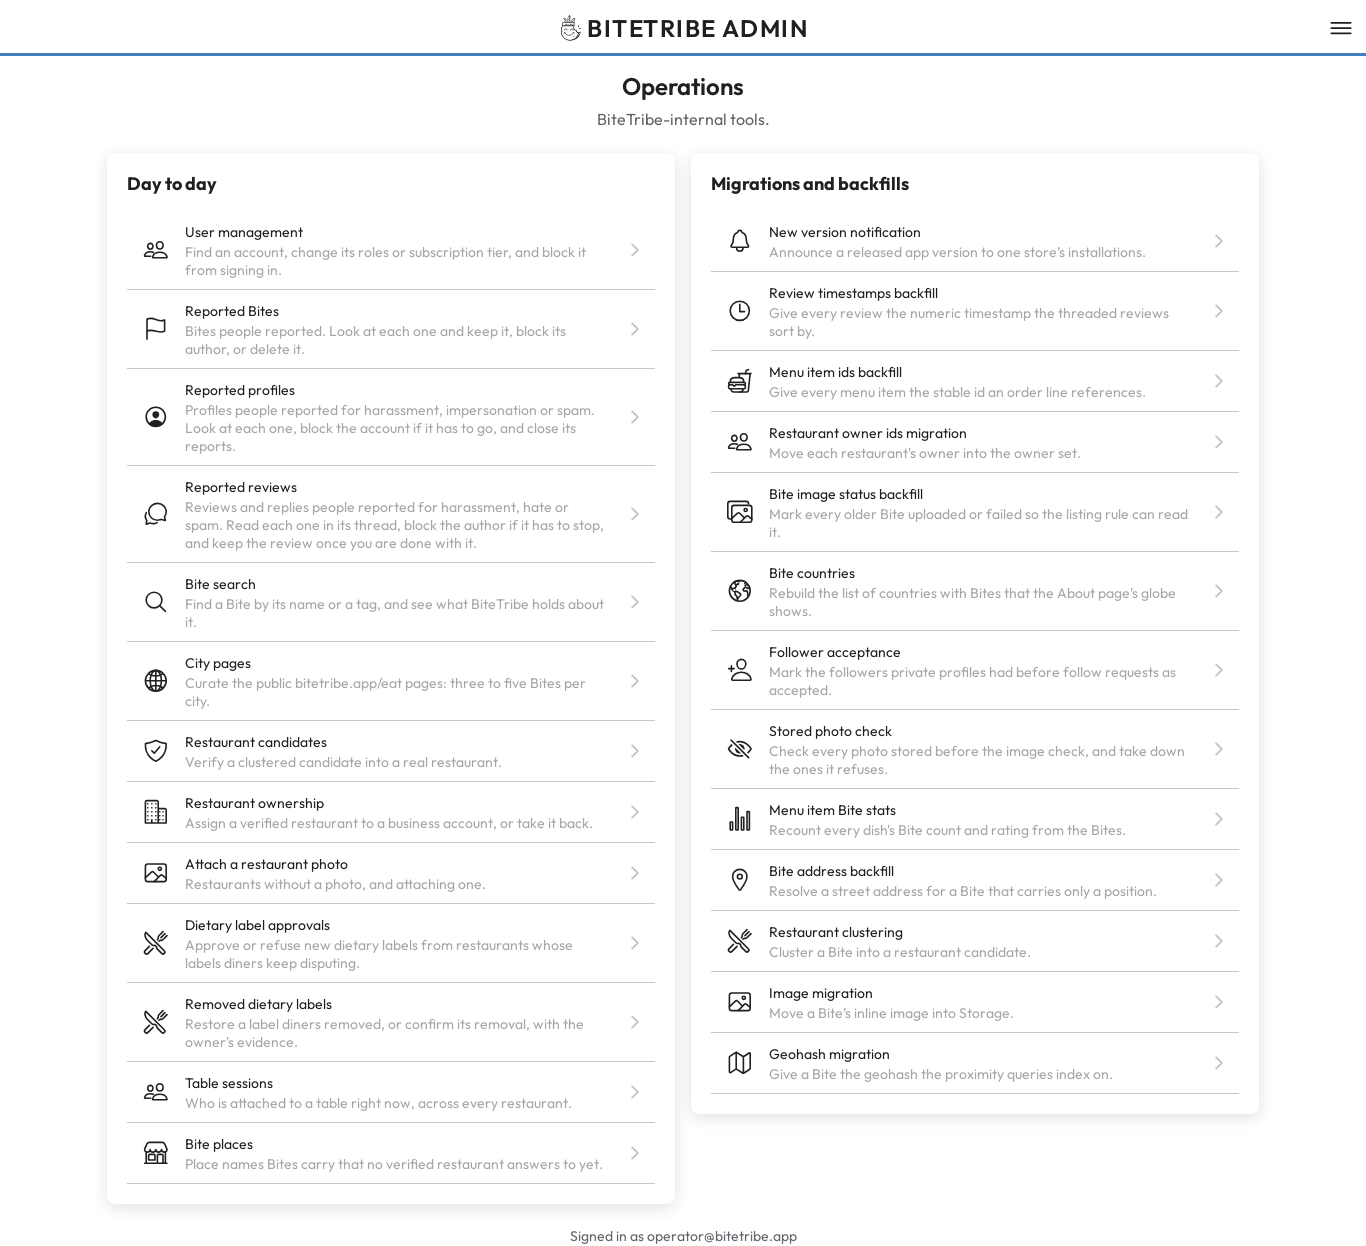 BITETRIBE ADMIN
Operations
BiteTribe-internal tools.
Day to day
User management
Find an account, change its roles or subscription tier, and block it
from signing in.
Reported Bites
Bites people reported. Look at each one and keep it, block its
author, or delete it.
Reported profiles
Profiles people reported for harassment, impersonation or spam.
Look at each one, block the account if it has to go, and close its
reports.
Reported reviews
Reviews and replies people reported for harassment, hate or
spam. Read each one in its thread, block the author if it has to stop,
and keep the review once you are done with it.
Bite search
Find a Bite by its name or a tag, and see what BiteTribe holds about
it.
City pages
Curate the public bitetribe.app/eat pages: three to five Bites per
city.
Restaurant candidates
Verify a clustered candidate into a real restaurant.
Restaurant ownership
Assign a verified restaurant to a business account, or take it back.
Attach a restaurant photo
Restaurants without a photo, and attaching one.
Dietary label approvals
Approve or refuse new dietary labels from restaurants whose
labels diners keep disputing.
Removed dietary labels
Restore a label diners removed, or confirm its removal, with the
owner's evidence.
Table sessions
Who is attached to a table right now, across every restaurant.
Bite places
Place names Bites carry that no verified restaurant answers to yet.
Migrations and backfills
New version notification
Announce a released app version to one store's installations.
Review timestamps backfill
Give every review the numeric timestamp the threaded reviews
sort by.
Menu item ids backfill
Give every menu item the stable id an order line references.
Restaurant owner ids migration
Move each restaurant's owner into the owner set.
Bite image status backfill
Mark every older Bite uploaded or failed so the listing rule can read
it.
Bite countries
Rebuild the list of countries with Bites that the About page's globe
shows.
Follower acceptance
Mark the followers private profiles had before follow requests as
accepted.
Stored photo check
Check every photo stored before the image check, and take down
the ones it refuses.
Menu item Bite stats
Recount every dish's Bite count and rating from the Bites.
Bite address backfill
Resolve a street address for a Bite that carries only a position.
Restaurant clustering
Cluster a Bite into a restaurant candidate.
Image migration
Move a Bite's inline image into Storage.
Geohash migration
Give a Bite the geohash the proximity queries index on.
Signed in as operator@bitetribe.app